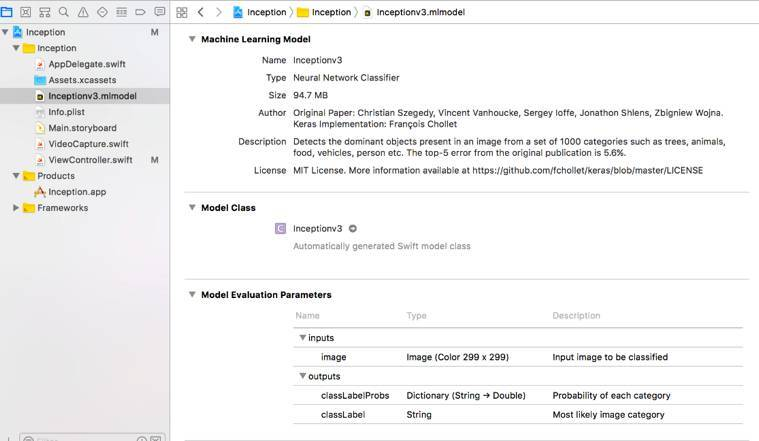 Inception
Inception
Inceptionv3.mlmodel
Inception M
Inception
AppDelegate.swift
Assets.xcassets
Inceptionv3.mlmodel
Info.plist
Main.storyboard
VideoCapture.swift
ViewController.swift M
Products
Inception.app
Frameworks
Machine Learning Model
Name Inceptionv3
Type Neural Network Classifier
Size 94.7 MB
Author Original Paper: Christian Szegedy, Vincent Vanhoucke, Sergey Ioffe, Jonathon Shlens, Zbigniew Wojna.
Keras Implementation: François Chollet
Description Detects the dominant objects present in an image from a set of 1000 categories such as trees, animals,
food, vehicles, person etc. The top-5 error from the original publication is 5.6%.
License MIT License. More information available at https://github.com/fchollet/keras/blob/master/LICENSE
Model Class
C Inceptionv3
Automatically generated Swift model class
Model Evaluation Parameters
Name Type Description
inputs
image Image (Color 299 x 299) Input image to be classified
outputs
classLabelProbs Dictionary (String → Double) Probability of each category
classLabel String Most likely image category